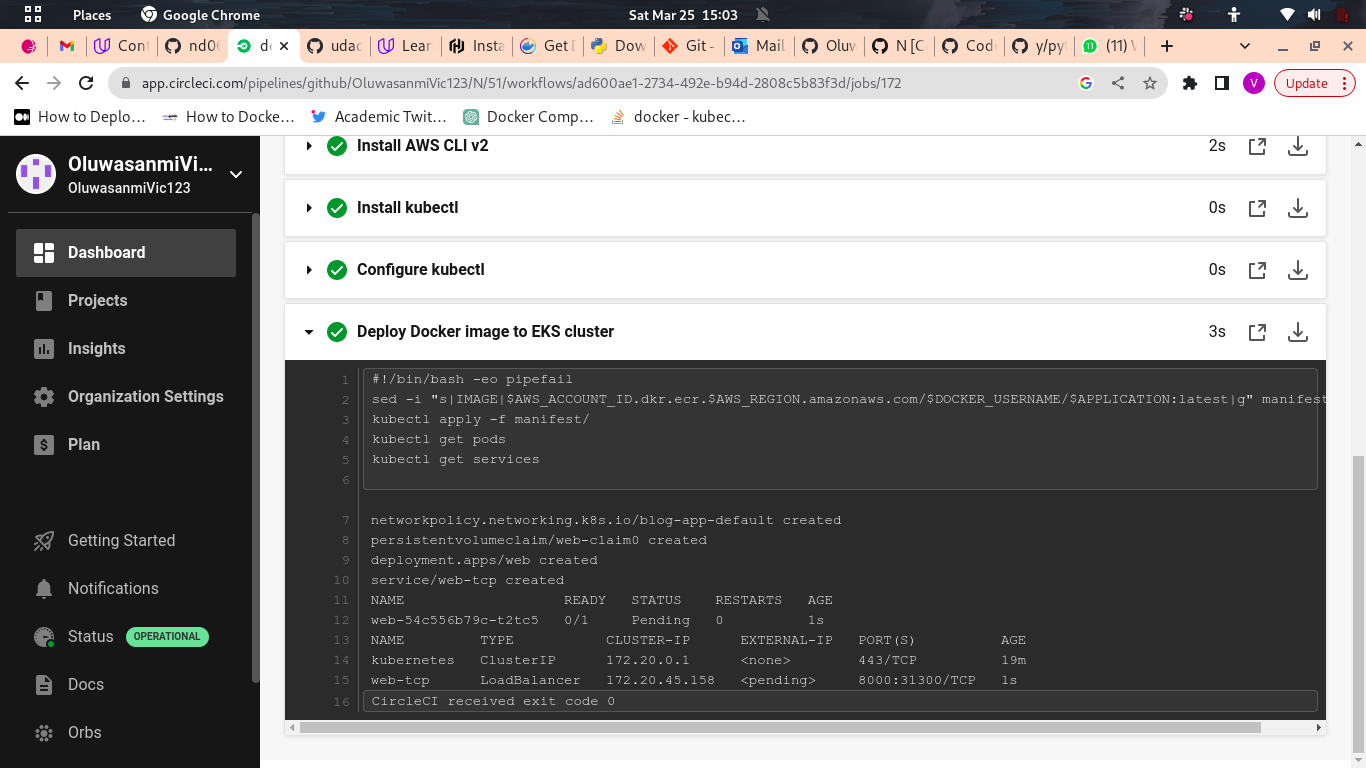 Places Google Chrome Sat Mar 25 15:03
Cont nd0 de udac Lear Insta Get D Dow Git - Mail Oluw N [C Code y/pyt (11) W
app.circleci.com/pipelines/github/OluwasanmiVic123/N/51/workflows/ad600ae1-2734-492e-b94d-2808c5b83f3d/jobs/172 G V Update
How to Deplo… How to Docke… Academic Twit… Docker Comp… docker - kubec…
OluwasanmiVi...
OluwasanmiVic123
Dashboard
Projects
Insights
Organization Settings
Plan
Getting Started
Notifications
Status OPERATIONAL
Docs
Orbs
Install AWS CLI v2 2s
Install kubectl 0s
Configure kubectl 0s
Deploy Docker image to EKS cluster 3s
1 #!/bin/bash -eo pipefail
2 sed -i "s|IMAGE|$AWS_ACCOUNT_ID.dkr.ecr.$AWS_REGION.amazonaws.com/$DOCKER_USERNAME/$APPLICATION:latest|g" manifest
3 kubectl apply -f manifest/
4 kubectl get pods
5 kubectl get services
6
7 networkpolicy.networking.k8s.io/blog-app-default created
8 persistentvolumeclaim/web-claim0 created
9 deployment.apps/web created
10 service/web-tcp created
11 NAME READY STATUS RESTARTS AGE
12 web-54c556b79c-t2tc5 0/1 Pending 0 1s
13 NAME TYPE CLUSTER-IP EXTERNAL-IP PORT(S) AGE
14 kubernetes ClusterIP 172.20.0.1 <none> 443/TCP 19m
15 web-tcp LoadBalancer 172.20.45.158 <pending> 8000:31300/TCP 1s
16 CircleCI received exit code 0